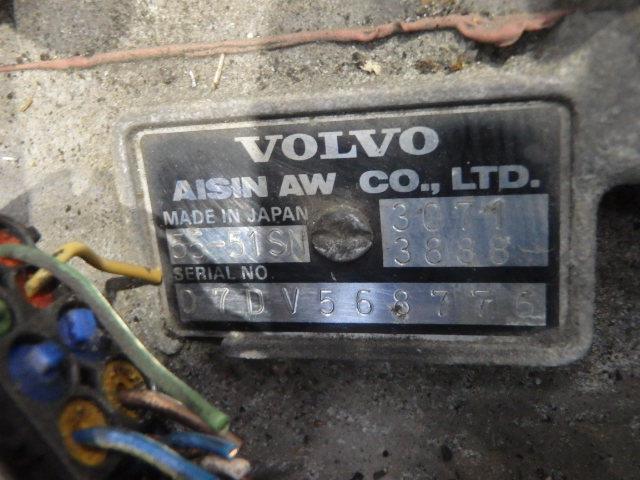 VOLVO
AISIN AW CO., LTD.
MADE IN JAPAN 3071
55-51SN 3888
SERIAL NO.
07DV568776